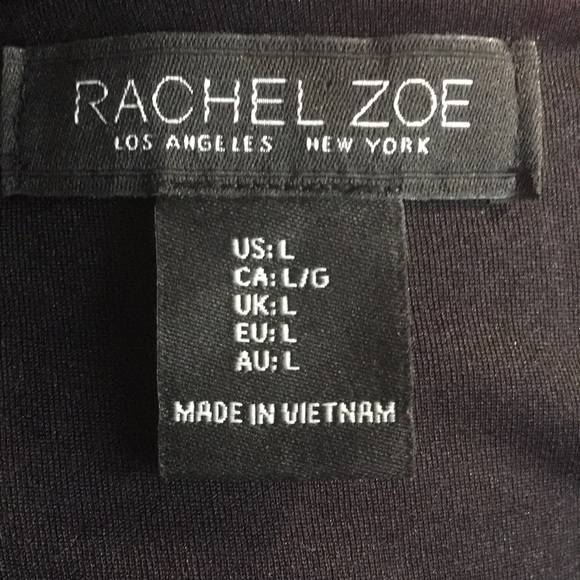 RACHEL ZOE
LOS ANGELES NEW YORK
US: L
CA: L/G
UK: L
EU: L
AU: L
MADE IN VIETNAM